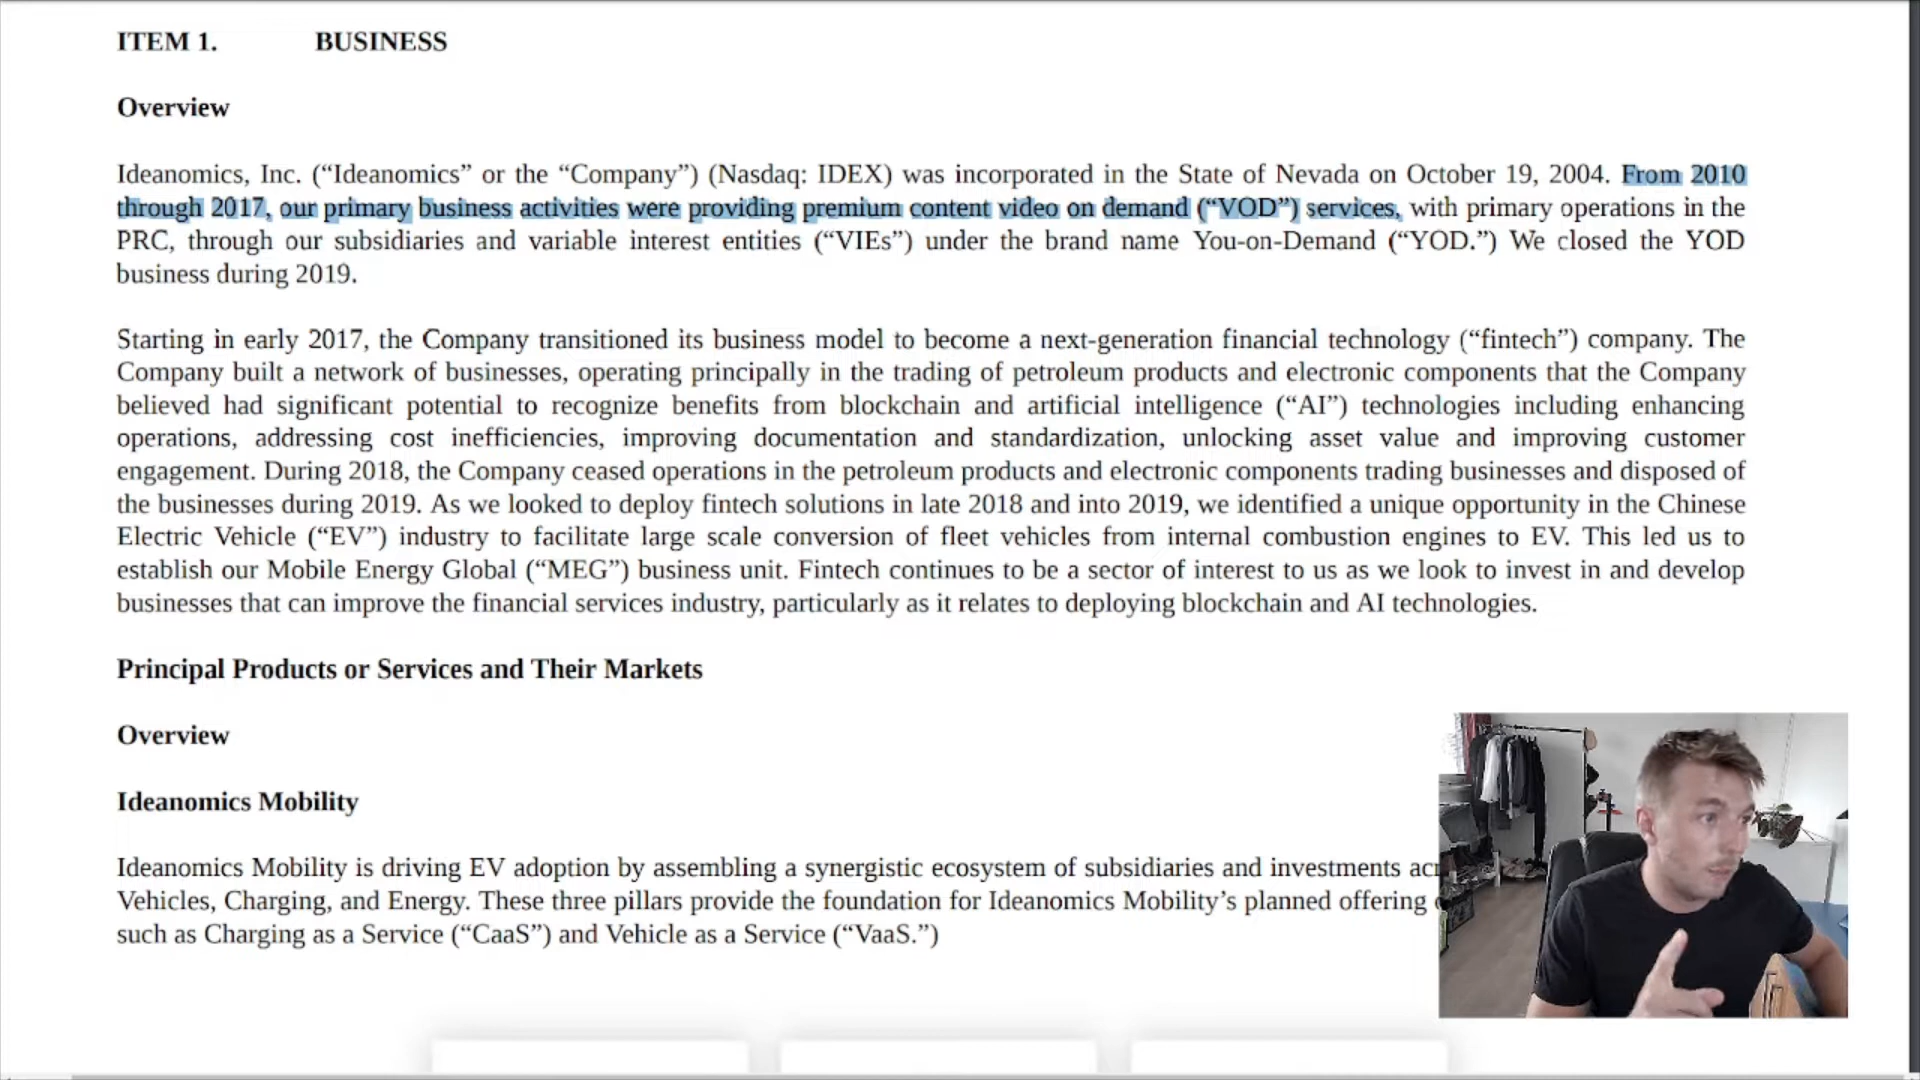 ITEM 1. BUSINESS
Overview
Ideanomics, Inc. (“Ideanomics” or the “Company”) (Nasdaq: IDEX) was incorporated in the State of Nevada on October 19, 2004. From 2010
through 2017, our primary business activities were providing premium content video on demand (“VOD”) services, with primary operations in the
PRC, through our subsidiaries and variable interest entities (“VIEs”) under the brand name You-on-Demand (“YOD.”) We closed the YOD
business during 2019.
Starting in early 2017, the Company transitioned its business model to become a next-generation financial technology (“fintech”) company. The
Company built a network of businesses, operating principally in the trading of petroleum products and electronic components that the Company
believed had significant potential to recognize benefits from blockchain and artificial intelligence (“AI”) technologies including enhancing
operations, addressing cost inefficiencies, improving documentation and standardization, unlocking asset value and improving customer
engagement. During 2018, the Company ceased operations in the petroleum products and electronic components trading businesses and disposed of
the businesses during 2019. As we looked to deploy fintech solutions in late 2018 and into 2019, we identified a unique opportunity in the Chinese
Electric Vehicle (“EV”) industry to facilitate large scale conversion of fleet vehicles from internal combustion engines to EV. This led us to
establish our Mobile Energy Global (“MEG”) business unit. Fintech continues to be a sector of interest to us as we look to invest in and develop
businesses that can improve the financial services industry, particularly as it relates to deploying blockchain and AI technologies.
Principal Products or Services and Their Markets
Overview
Ideanomics Mobility
Ideanomics Mobility is driving EV adoption by assembling a synergistic ecosystem of subsidiaries and investments
Vehicles, Charging, and Energy. These three pillars provide the foundation for Ideanomics Mobility’s planned offering
such as Charging as a Service (“CaaS”) and Vehicle as a Service (“VaaS.”)